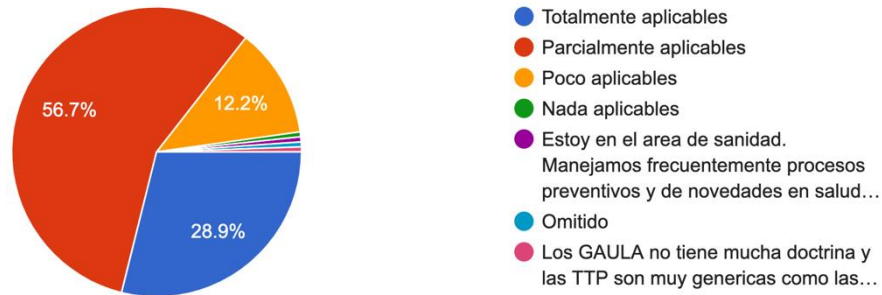 56.7%
12.2%
28.9%
Totalmente aplicables
Parcialmente aplicables
Poco aplicables
Nada aplicables
Estoy en el area de sanidad.
Manejamos frecuentemente procesos
preventivos y de novedades en salud…
Omitido
Los GAULA no tiene mucha doctrina y
las TTP son muy genericas como las…